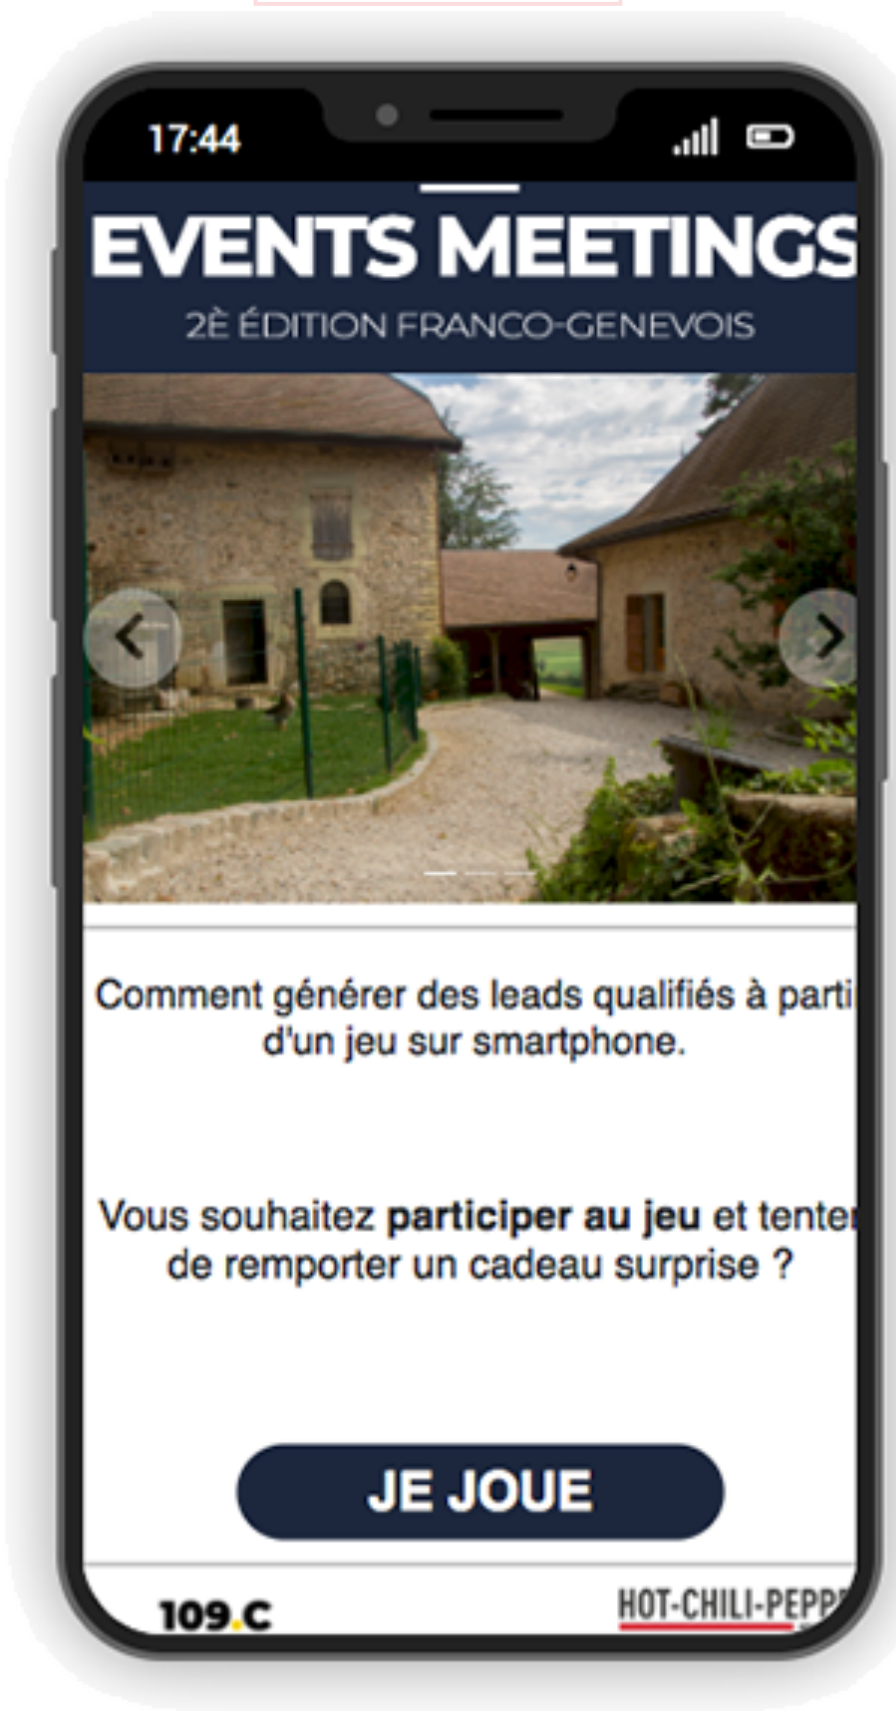 17:44
EVENTS MEETINGS
2È ÉDITION FRANCO-GENEVOIS
Comment générer des leads qualifiés à parti
d'un jeu sur smartphone.
Vous souhaitez participer au jeu et tenter
de remporter un cadeau surprise ?
JE JOUE
109.C
HOT-CHILI-PEPP